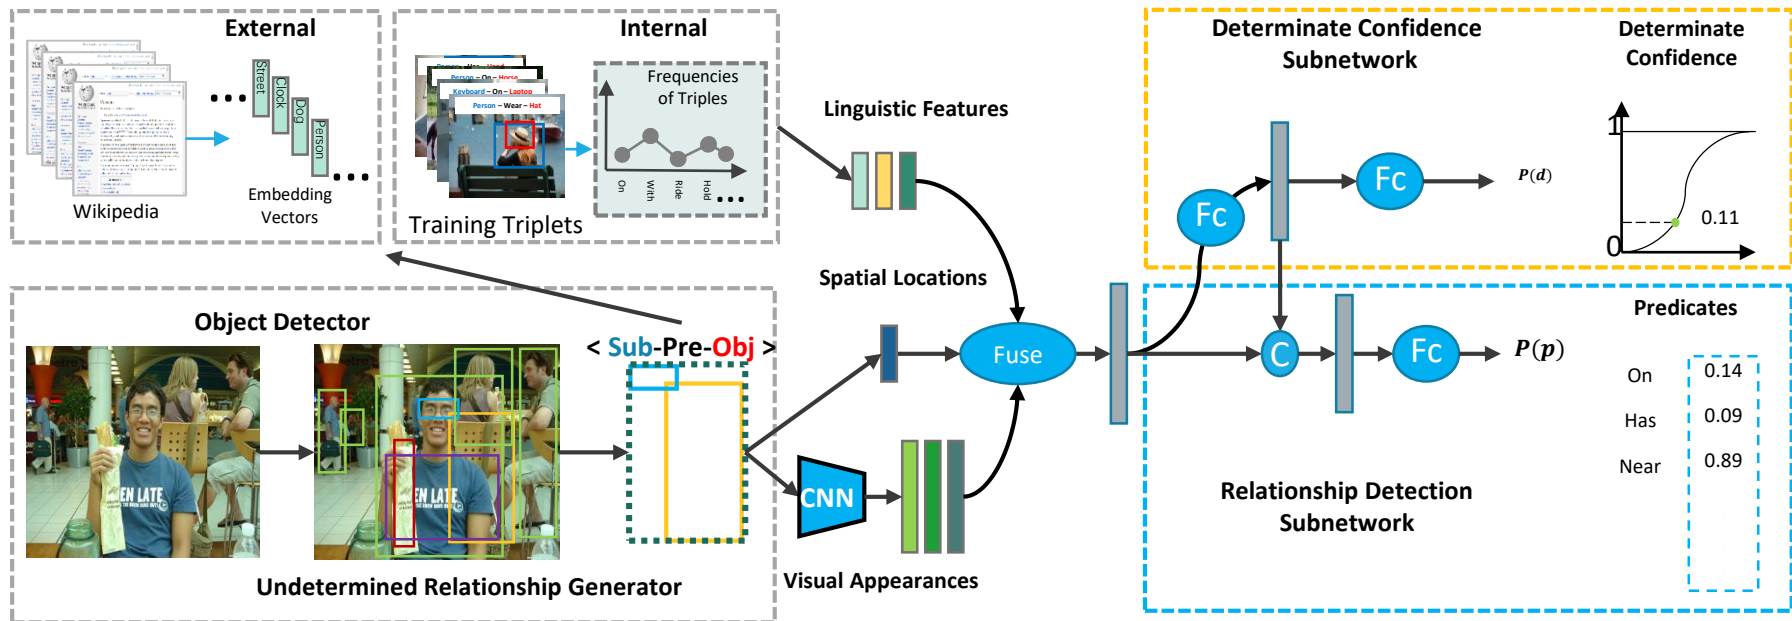 External
Street
Clock
Dog
Person
...
...
Wikipedia
Embedding
Vectors
Internal
Person – On – Horse
Keyboard – On – Laptop
Person – Wear – Hat
Frequencies
of Triples
On
With
Ride
Hold
...
Training Triplets
Linguistic Features
Spatial Locations
Visual Appearances
Object Detector
< Sub-Pre-Obj >
EN LATE
Undetermined Relationship Generator
CNN
Fuse
Determinate Confidence
Subnetwork
Fc
Fc
P(d)
Determinate
Confidence
1
0.11
0
C
Fc
P(p)
Relationship Detection
Subnetwork
Predicates
On 0.14
Has 0.09
Near 0.89